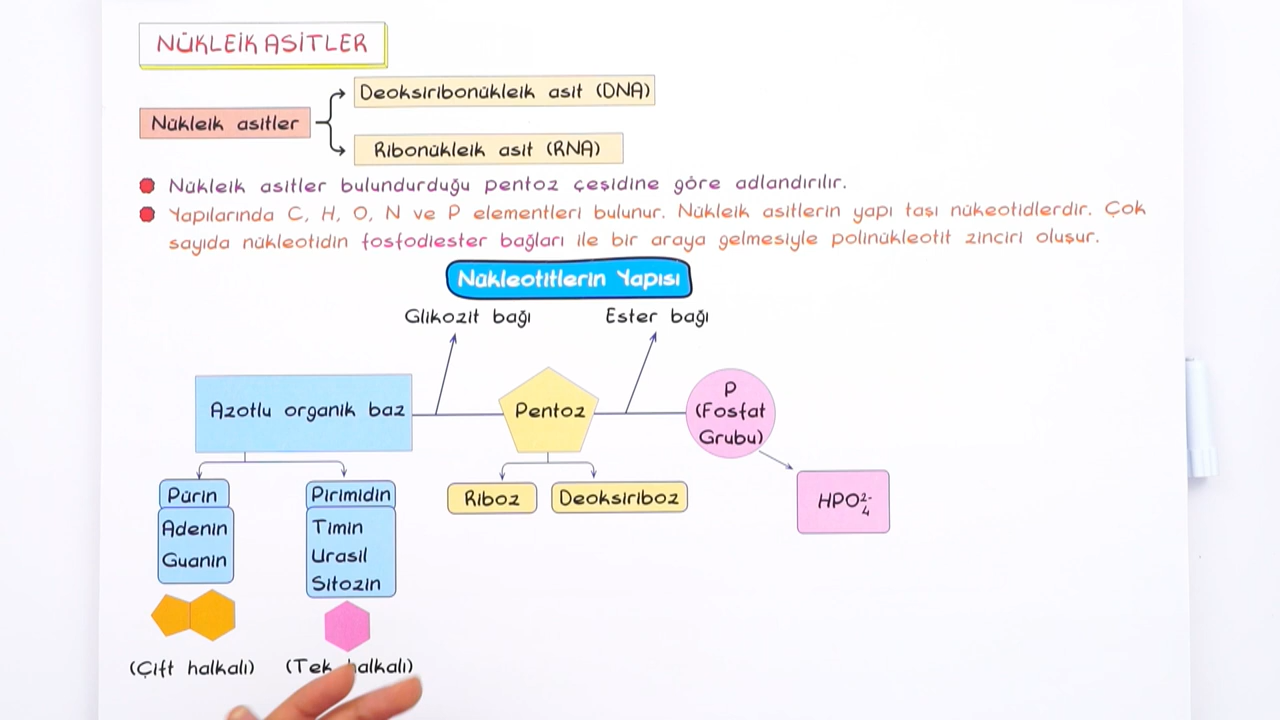 NÜKLEİK ASİTLER
Deoksiribonükleik asit (DNA)
Nükleik asitler
Ribonükleik asit (RNA)
Nükleik asitler bulundurduğu pentoz çeşidine göre adlandırılır.
Yapılarında C, H, O, N ve P elementleri bulunur. Nükleik asitlerin yapı taşı nükeotidlerdir. Çok
sayıda nükleotidin fosfodiester bağları ile bir araya gelmesiyle polinükleotit zinciri oluşur.
Nükleotitlerin Yapısı
Glikozit bağı
Ester bağı
Azotlu organik baz
Pentoz
P
(Fosfat
Grubu)
Pürin
Adenin
Guanin
Pirimidin
Timin
Urasil
Sitozin
Riboz
Deoksiriboz
HPO₄²⁻
(Çift halkalı)
(Tek halkalı)